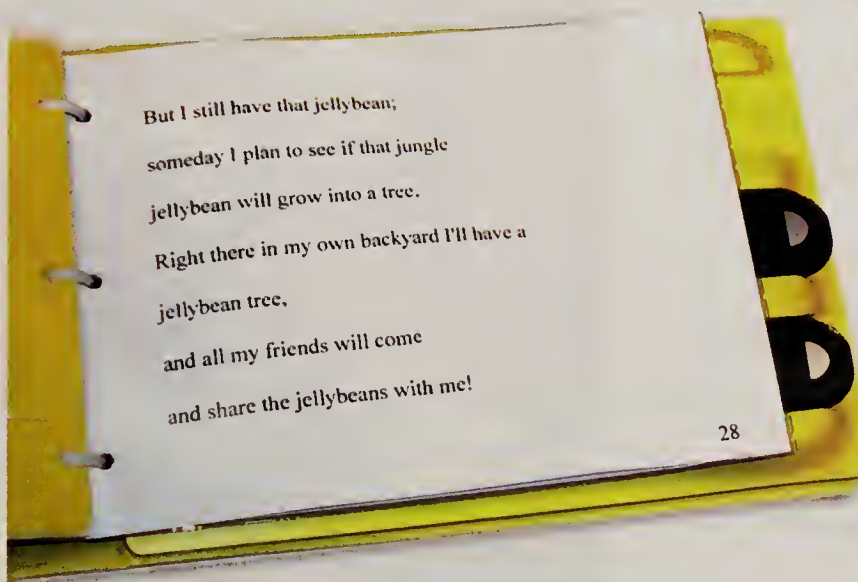 But I still have that jellybean;
someday I plan to see if that jungle
jellybean will grow into a tree.
Right there in my own backyard I'll have a
jellybean tree,
and all my friends will come
and share the jellybeans with me!
28